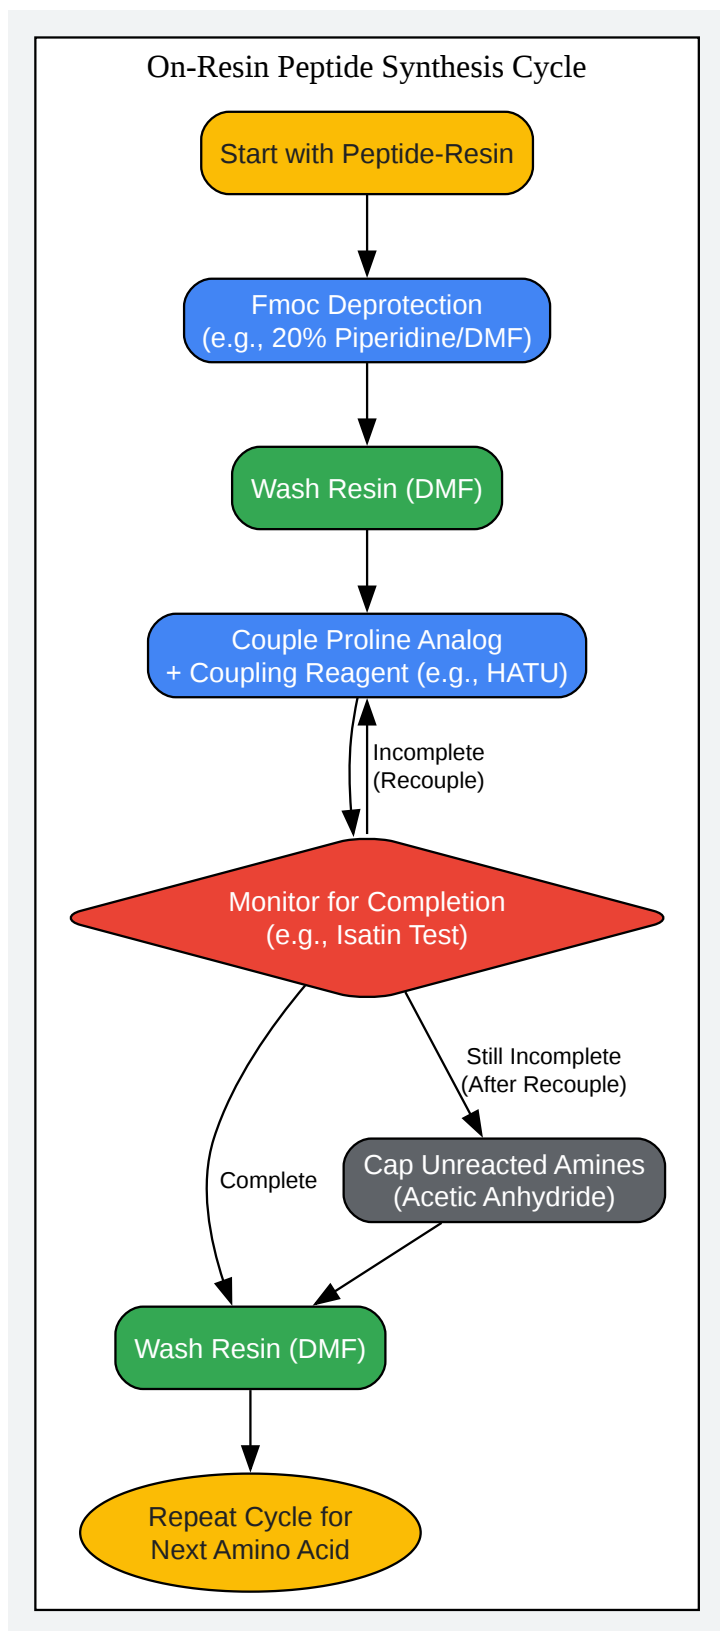 On-Resin Peptide Synthesis Cycle
Start with Peptide-Resin
Fmoc Deprotection
(e.g., 20% Piperidine/DMF)
Wash Resin (DMF)
Couple Proline Analog
+ Coupling Reagent (e.g., HATU)
Incomplete
(Recouple)
Monitor for Completion
(e.g., Isatin Test)
Still Incomplete
(After Recouple)
Complete
Cap Unreacted Amines
(Acetic Anhydride)
Wash Resin (DMF)
Repeat Cycle for
Next Amino Acid